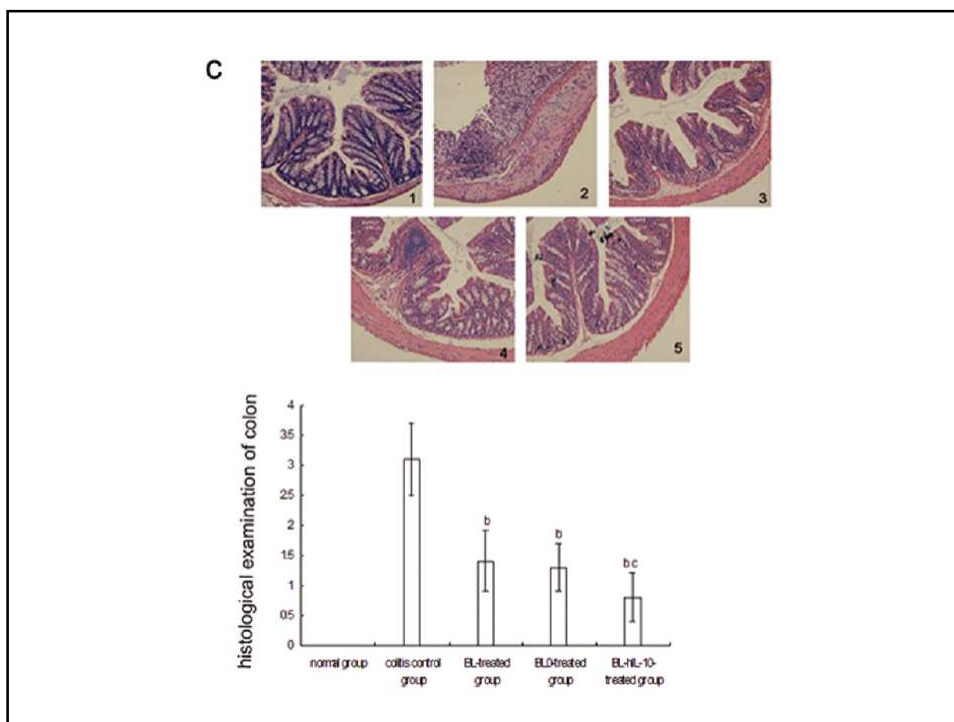 C
1
2
3
4
5
histological examination of colon
4
35
3
25
2
15
1
05
0
b
b
bc
normal group
colitis control
group
BL-treated
group
BL0-treated
group
BL-hIL-10-
treated group